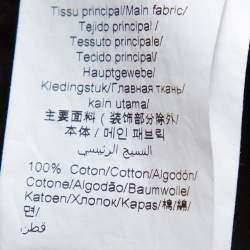 Tissu principal/Main fabric/
Tejido principal/
Tessuto principale/
Tecido principal/
Hauptgewebe/
Kledingstuk/Главная ткань/
kain utama/
主要面料 (装饰部分除外/
本体 / 메인 패브릭
النسيج الرئيسي
100% Coton/Cotton/Algodón/
Cotone/Algodão/Baumwolle/
Katoen/Хлопок/Kapas/棉/綿/
면/
قطن